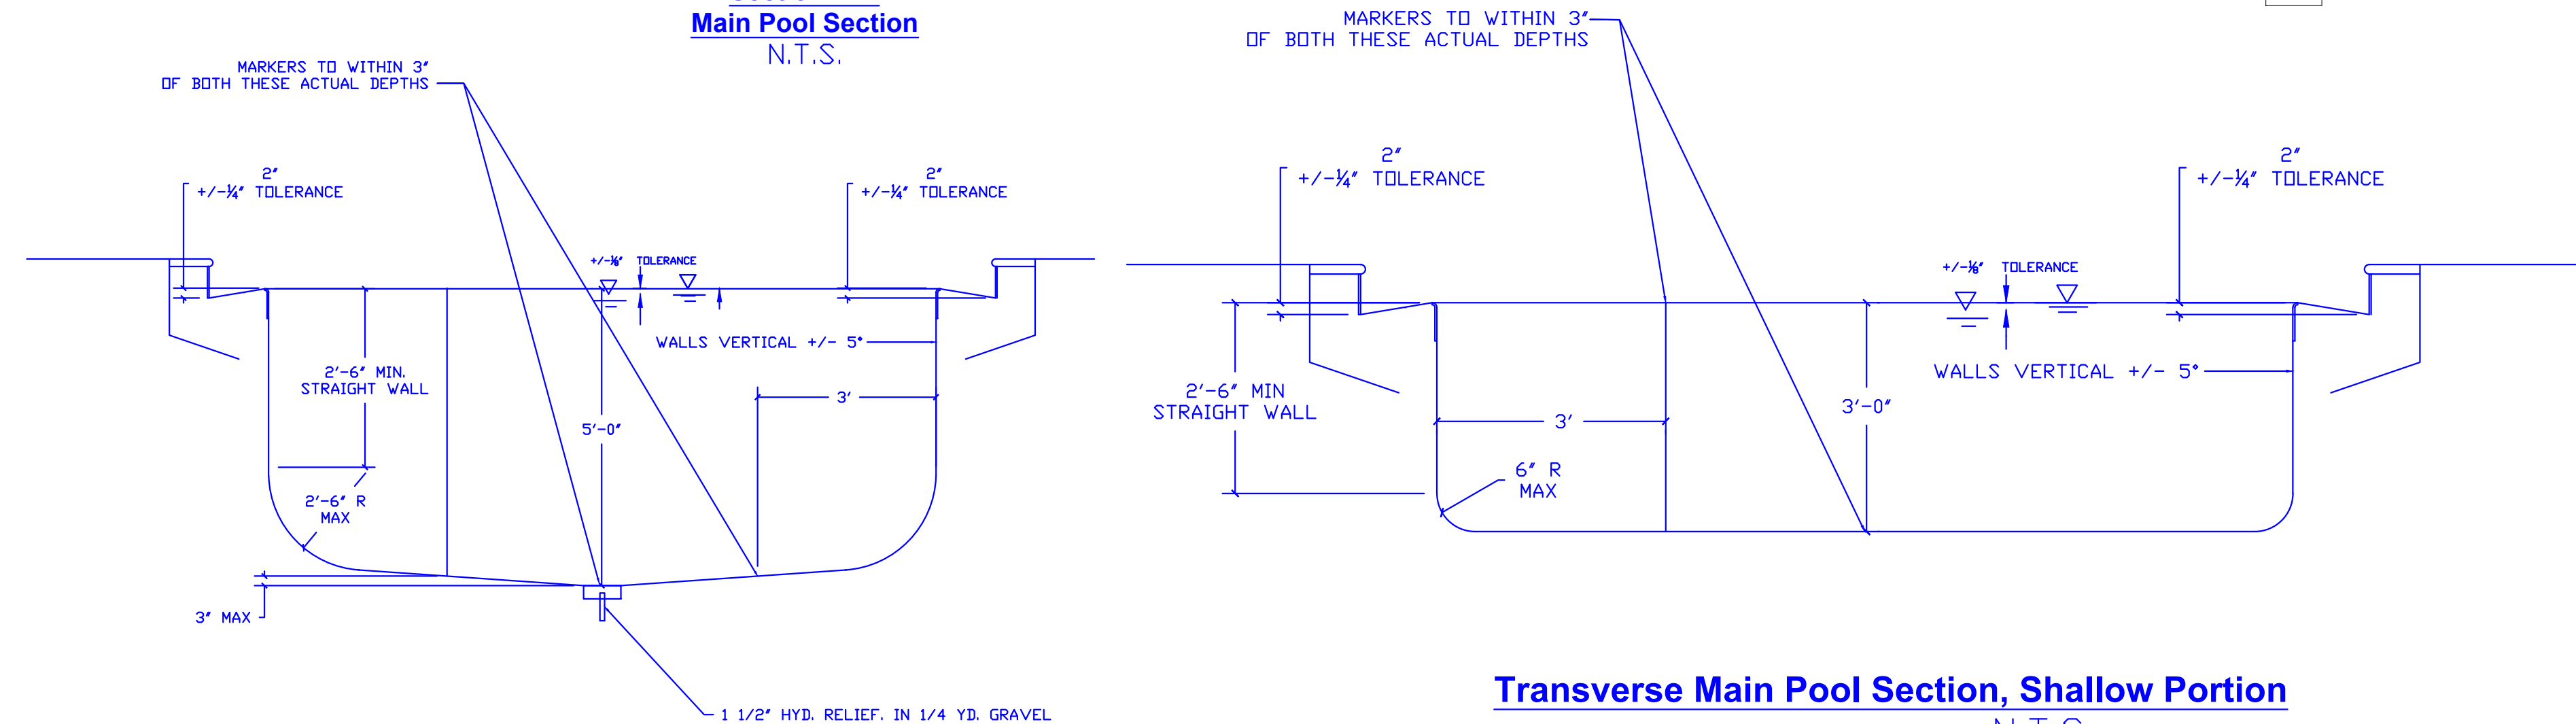 Main Pool Section
N.T.S.
MARKERS TO WITHIN 3"
OF BOTH THESE ACTUAL DEPTHS
2"
+/-¼" TOLERANCE
2"
+/-¼" TOLERANCE
+/-⅛" TOLERANCE
WALLS VERTICAL +/- 5°
2'-6" MIN.
STRAIGHT WALL
3'
5'-0"
2'-6" R
MAX
3" MAX
1 1/2" HYD. RELIEF. IN 1/4 YD. GRAVEL
MARKERS TO WITHIN 3"
OF BOTH THESE ACTUAL DEPTHS
2"
+/-¼" TOLERANCE
2"
+/-¼" TOLERANCE
+/-⅛" TOLERANCE
WALLS VERTICAL +/- 5°
2'-6" MIN
STRAIGHT WALL
3'
3'-0"
6" R
MAX
Transverse Main Pool Section, Shallow Portion